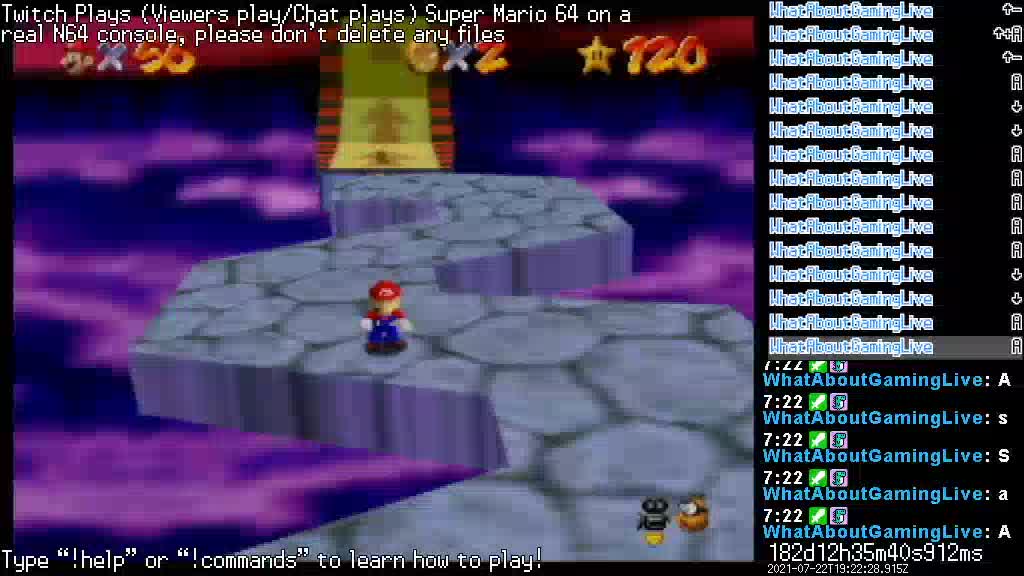 Twitch Plays (Viewers play/Chat plays) Super Mario 64 on a
real N64 console, please don't delete any files
×2
120
WhatAboutGamingLive ↑-
WhatAboutGamingLive ↑+A
WhatAboutGamingLive ↑-
WhatAboutGamingLive A
WhatAboutGamingLive ↓
WhatAboutGamingLive ↓
WhatAboutGamingLive A
WhatAboutGamingLive A
WhatAboutGamingLive A
WhatAboutGamingLive A
WhatAboutGamingLive A
WhatAboutGamingLive ↓
WhatAboutGamingLive ↓
WhatAboutGamingLive A
WhatAboutGamingLive A
7:22
WhatAboutGamingLive: A
7:22
WhatAboutGamingLive: s
7:22
WhatAboutGamingLive: S
7:22
WhatAboutGamingLive: a
7:22
WhatAboutGamingLive: A
182d12h35m40s912ms
2021-07-22T19:22:28.915Z
Type “!help” or “!commands” to learn how to play!